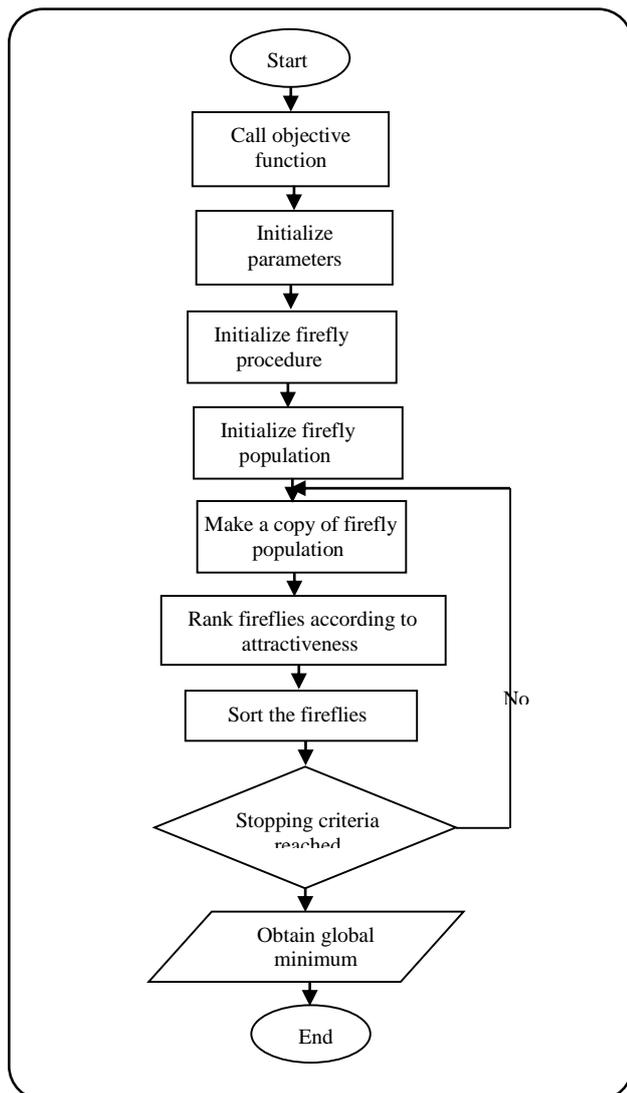 Start
Call objective
function
Initialize
parameters
Initialize firefly
procedure
Initialize firefly
population
Make a copy of firefly
population
Rank fireflies according to
attractiveness
Sort the fireflies
No
Stopping criteria
reached
Obtain global
minimum
End